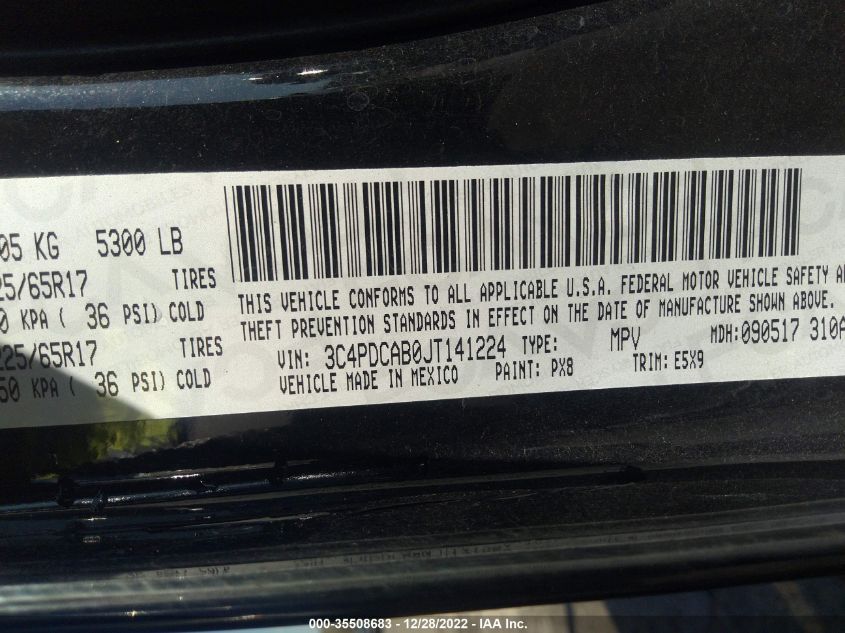 05 KG 5300 LB
25/65R17 TIRES
0 KPA ( 36 PSI) COLD
225/65R17 TIRES
50 KPA ( 36 PSI) COLD
THIS VEHICLE CONFORMS TO ALL APPLICABLE U.S.A. FEDERAL MOTOR VEHICLE SAFETY A
THEFT PREVENTION STANDARDS IN EFFECT ON THE DATE OF MANUFACTURE SHOWN ABOVE.
VIN: 3C4PDCAB0JT141224 TYPE: MPV MDH: 090517 310A
VEHICLE MADE IN MEXICO PAINT: PX8 TRIM: E5X9
000-35508683 - 12/28/2022 - IAA Inc.